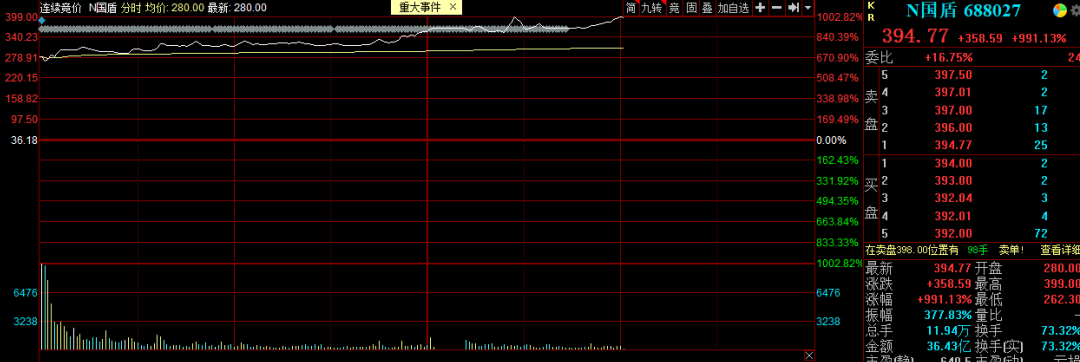 连续竞价 N国盾 分时 均价: 280.00 最新: 280.00
重大事件 ×
简 九转 竞 固 叠 加自选
399.00 1002.82%
340.23 840.39%
278.91 670.90%
220.15 508.47%
158.82 338.98%
97.50 169.49%
36.18 0.00%
162.43%
331.92%
494.35%
663.84%
833.33%
1002.82%
6476 6476
3238 3238
K
R
N国盾 688027
394.77 +358.59 +991.13%
委比 +16.75% 24
卖盘
5 397.50 2
4 397.01 2
3 397.00 17
2 396.00 13
1 394.77 25
买盘
1 394.00 2
2 393.00 2
3 392.04 3
4 392.01 4
5 392.00 72
在卖盘398.00位置有 98手 卖单! 查看详细
最新 394.77 开盘 280.00
涨跌 +358.59 最高 399.00
涨幅 +991.13% 最低 262.30
振幅 377.83% 量比 —
总手 11.94万 换手 73.32%
金额 36.43亿 换手(实) 73.32%